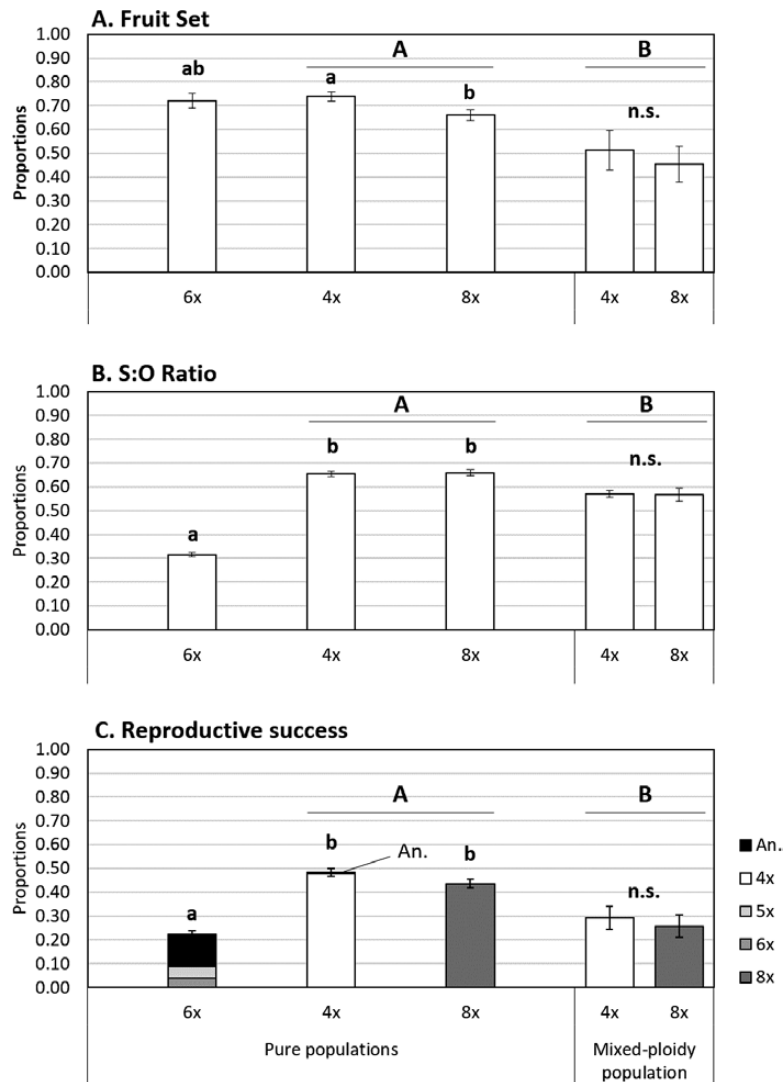 A. Fruit Set
1.00
0.90
0.80
0.70
0.60
0.50
0.40
0.30
0.20
0.10
0.00
Proportions
A
B
ab
a
b
n.s.
6x
4x
8x
4x
8x
B. S:O Ratio
1.00
0.90
0.80
0.70
0.60
0.50
0.40
0.30
0.20
0.10
0.00
Proportions
A
B
a
b
b
n.s.
6x
4x
8x
4x
8x
C. Reproductive success
1.00
0.90
0.80
0.70
0.60
0.50
0.40
0.30
0.20
0.10
0.00
Proportions
A
B
a
b
An.
b
n.s.
6x
4x
8x
4x
8x
Pure populations
Mixed-ploidy
population
An.
4x
5x
6x
8x